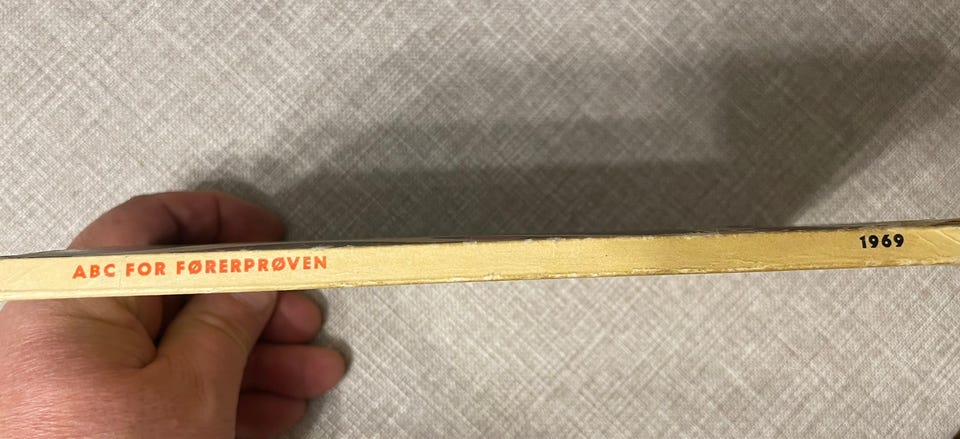 ABC FOR FØRERPRØVEN 1969